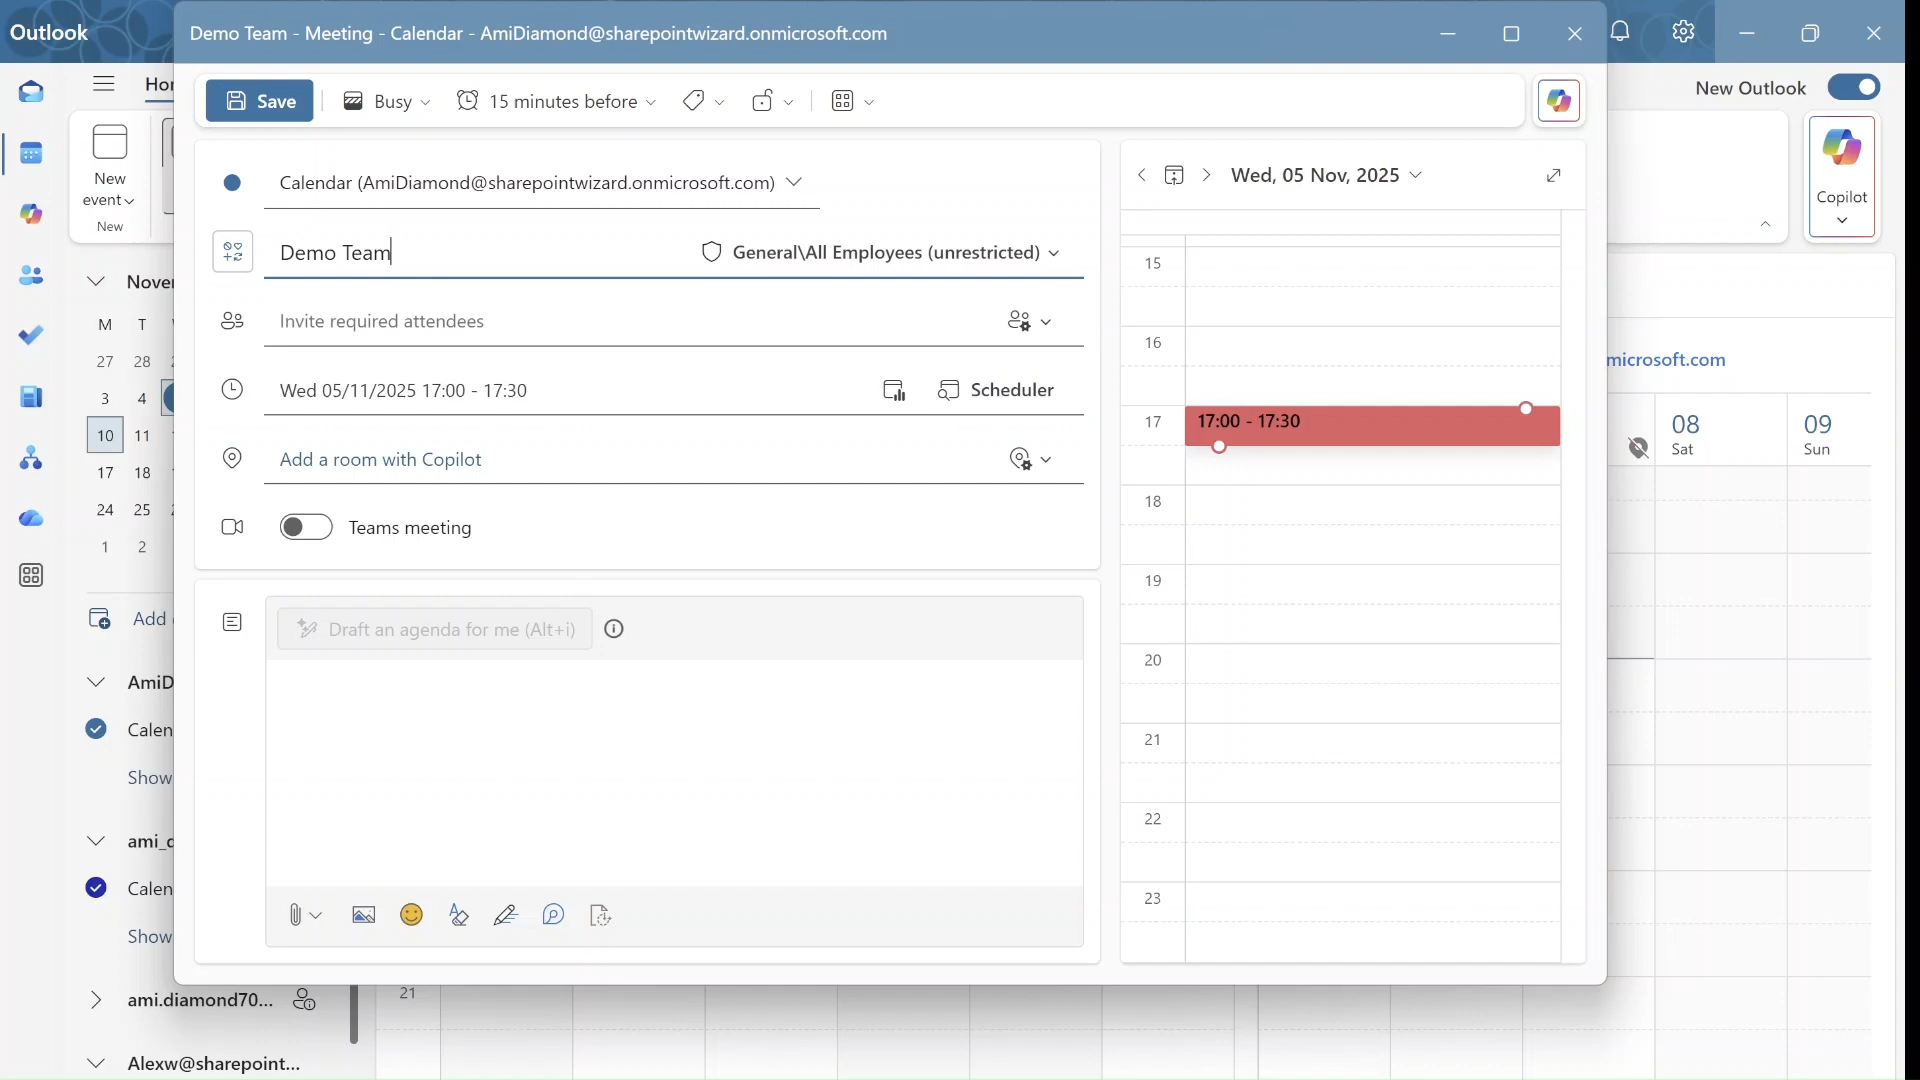 Outlook
Demo Team - Meeting - Calendar - AmiDiamond@sharepointwizard.onmicrosoft.com
New Outlook
Save
Busy
15 minutes before
New
event
New
Copilot
Calendar (AmiDiamond@sharepointwizard.onmicrosoft.com)
Demo Team
General\All Employees (unrestricted)
Invite required attendees
Wed 05/11/2025 17:00 - 17:30
Scheduler
Add a room with Copilot
Teams meeting
Draft an agenda for me (Alt+i)
Wed, 05 Nov, 2025
15
16
17
17:00 - 17:30
18
19
20
21
22
23
M T
27 28
3 4
10 11
17 18
24 25
1 2
Add
Show
Show
ami.diamond70...
Alexw@sharepoint...
microsoft.com
08
Sat
09
Sun
21